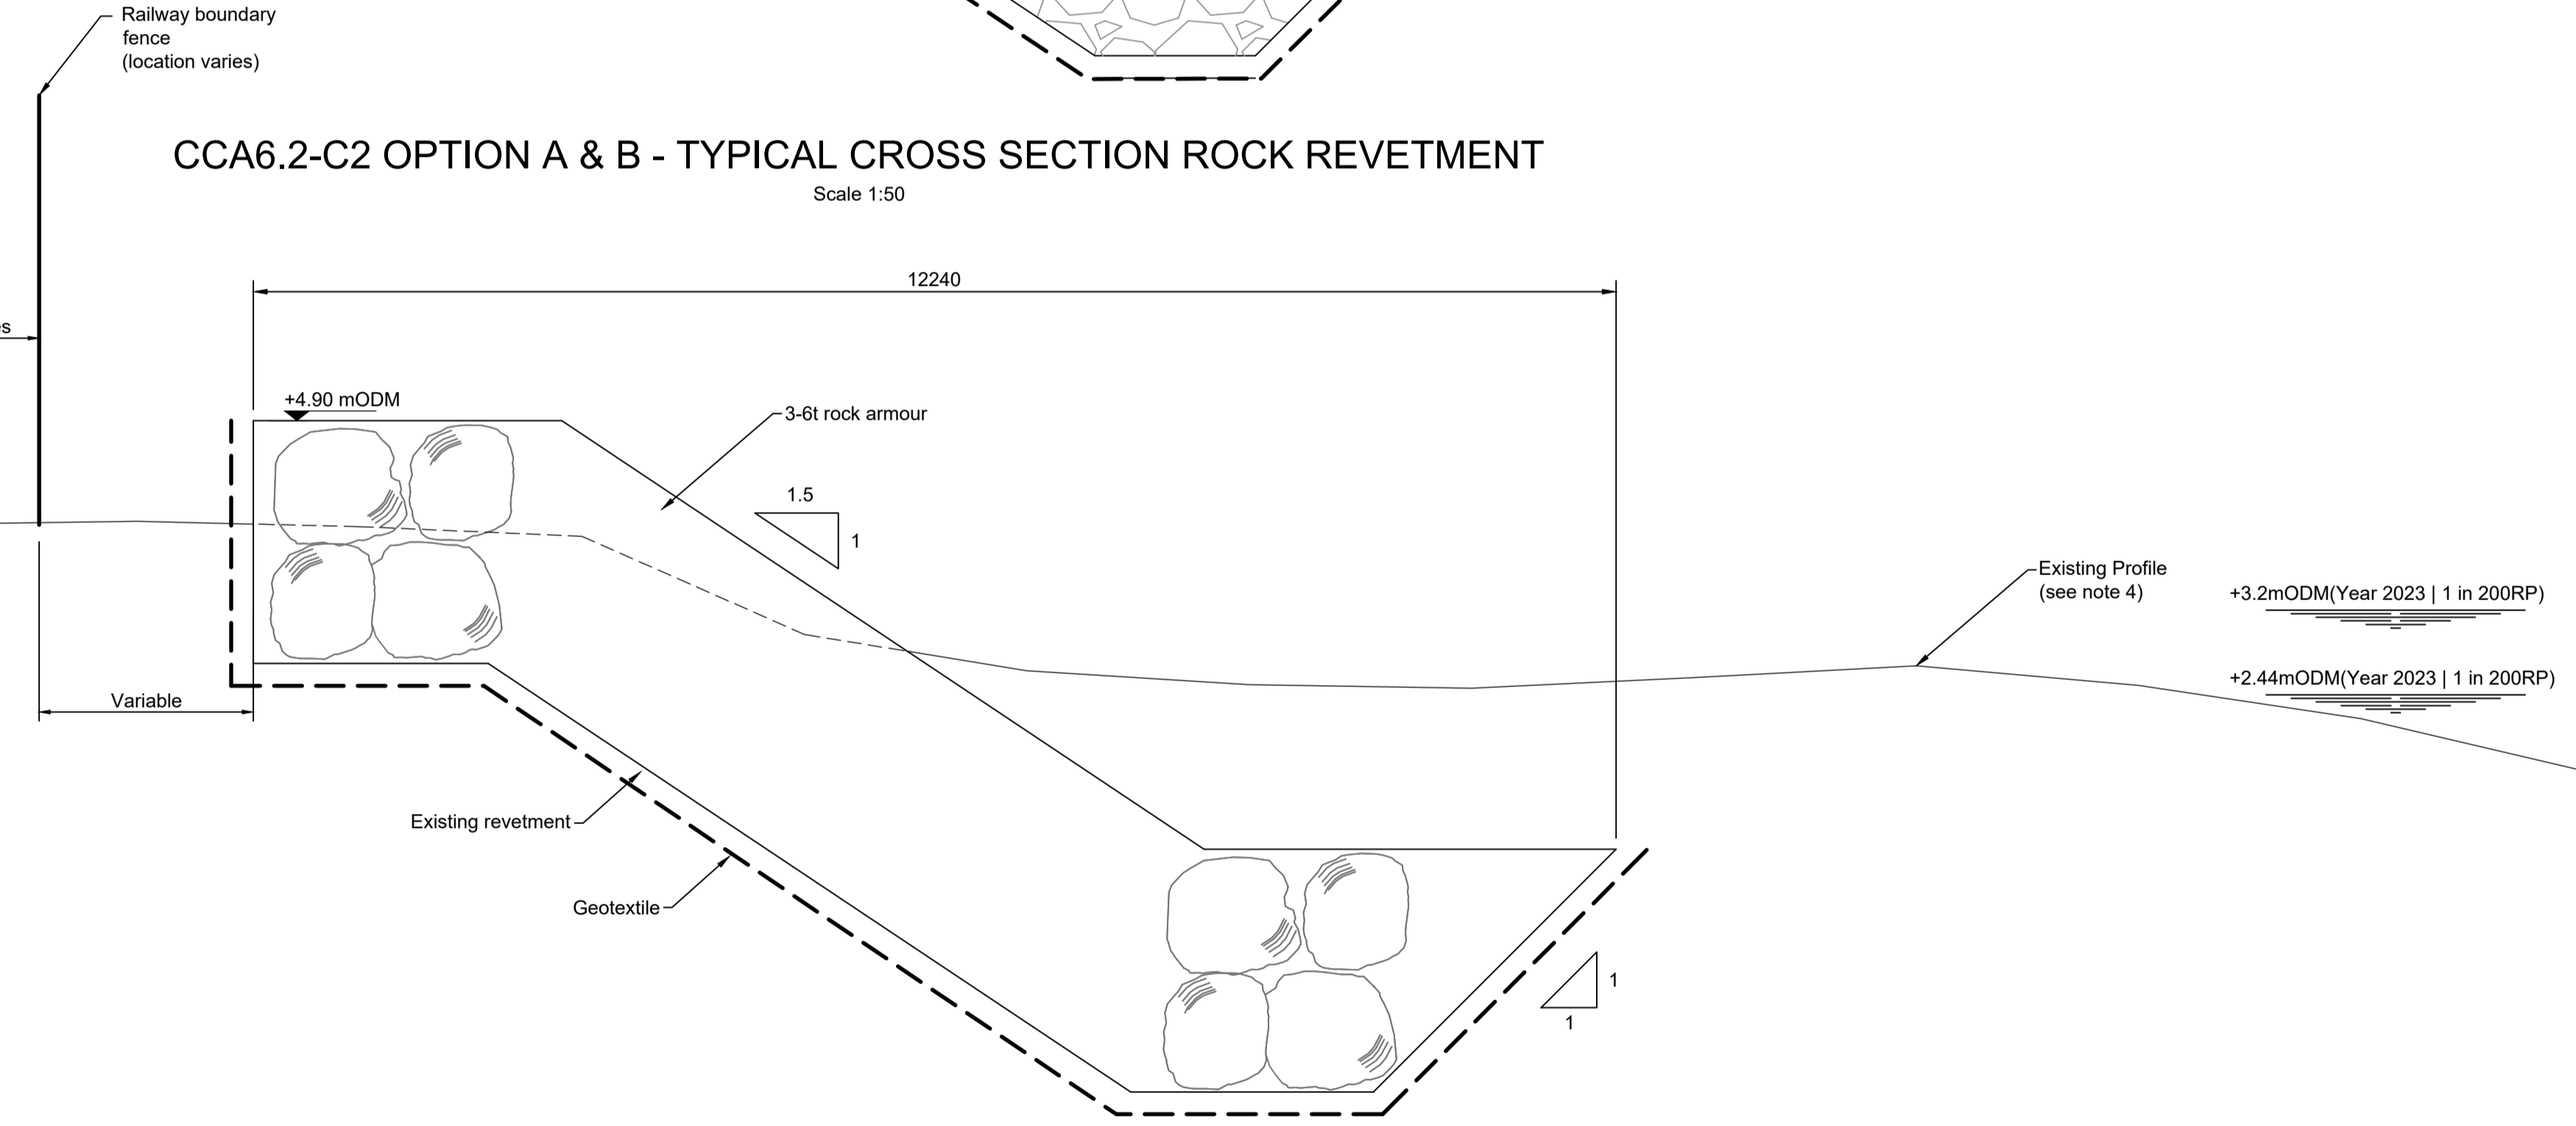 Railway boundary
fence
(location varies)
CCA6.2-C2 OPTION A & B - TYPICAL CROSS SECTION ROCK REVETMENT
Scale 1:50
12240
+4.90 mODM
3-6t rock armour
1.5
1
Existing Profile
(see note 4)
+3.2mODM(Year 2023 | 1 in 200RP)
+2.44mODM(Year 2023 | 1 in 200RP)
Variable
Existing revetment
Geotextile
1
1